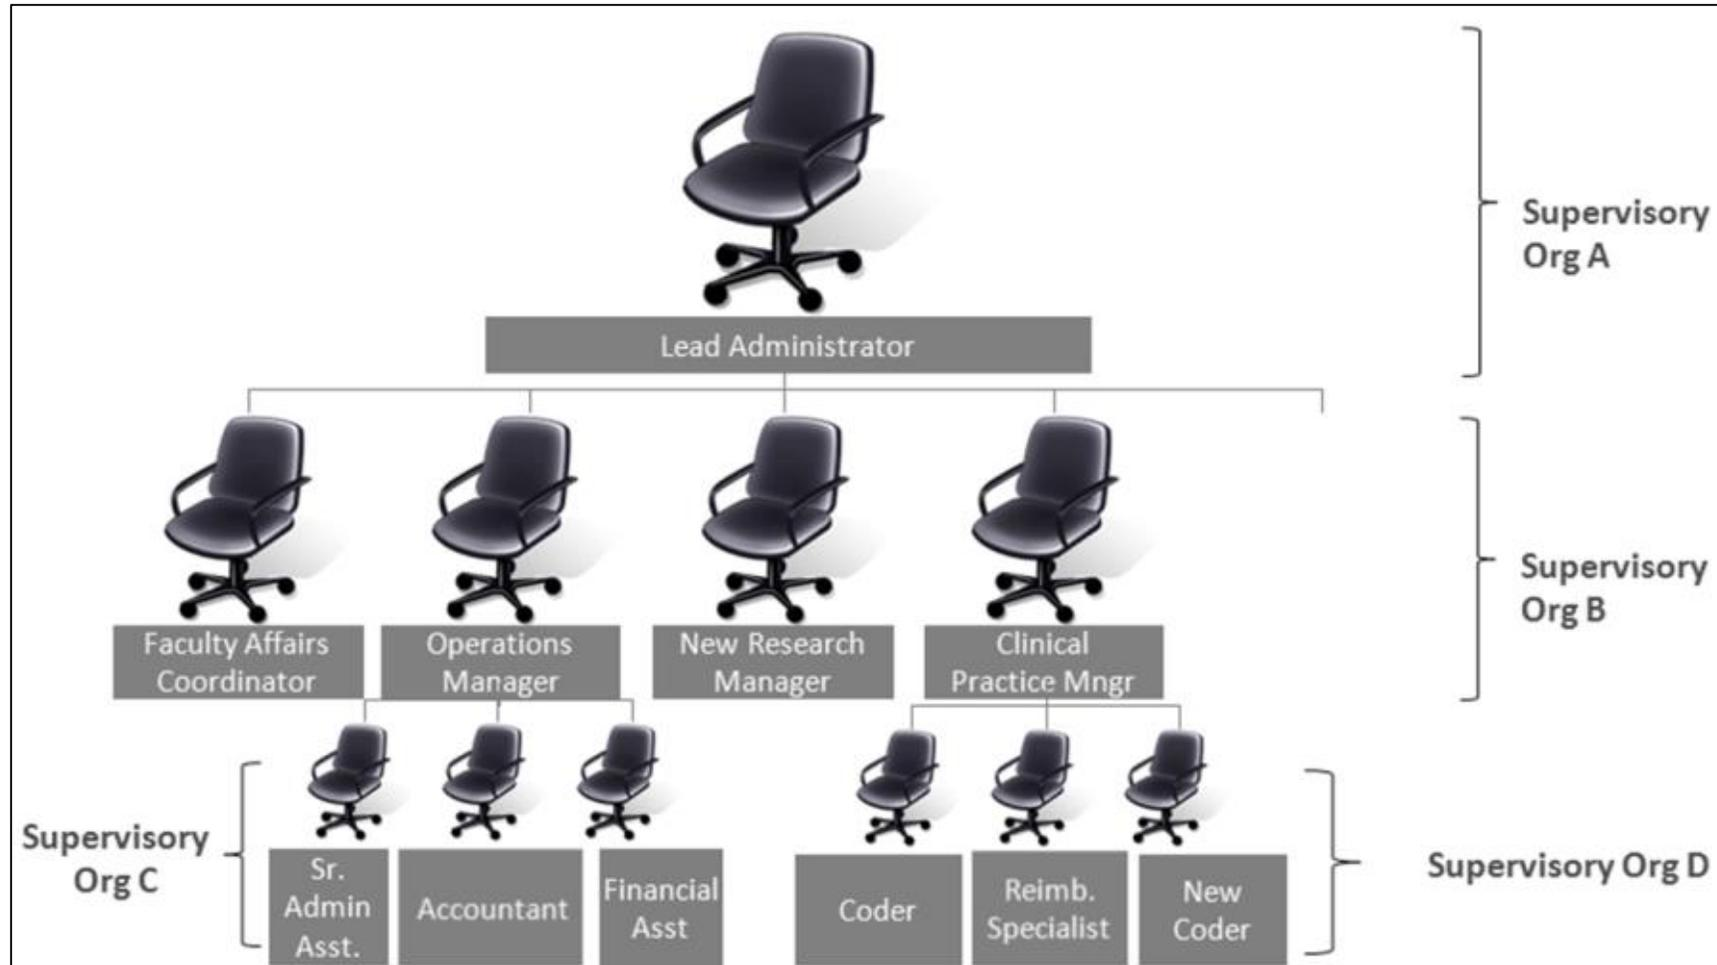 Supervisory
Org A
Lead Administrator
Faculty Affairs
Coordinator
Operations
Manager
New Research
Manager
Clinical
Practice Mngr
Supervisory
Org B
Supervisory
Org C
Sr.
Admin
Asst.
Accountant
Financial
Asst
Coder
Reimb.
Specialist
New
Coder
Supervisory Org D